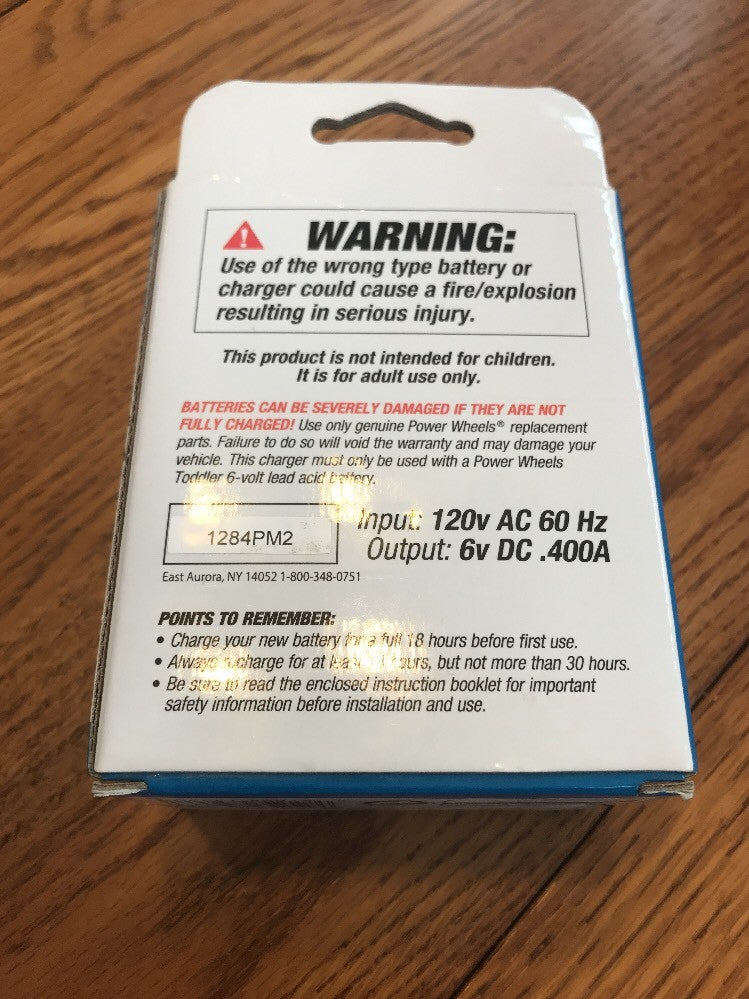 WARNING:
Use of the wrong type battery or
charger could cause a fire/explosion
resulting in serious injury.
This product is not intended for children.
It is for adult use only.
BATTERIES CAN BE SEVERELY DAMAGED IF THEY ARE NOT
FULLY CHARGED! Use only genuine Power Wheels® replacement
parts. Failure to do so will void the warranty and may damage your
vehicle. This charger must only be used with a Power Wheels
Toddler 6-volt lead acid battery.
1284PM2
Input: 120v AC 60 Hz
Output: 6v DC .400A
East Aurora, NY 14052 1-800-348-0751
POINTS TO REMEMBER:
• Charge your new battery for a full 18 hours before first use.
• Always recharge for at least hours, but not more than 30 hours.
• Be sure to read the enclosed instruction booklet for important
safety information before installation and use.